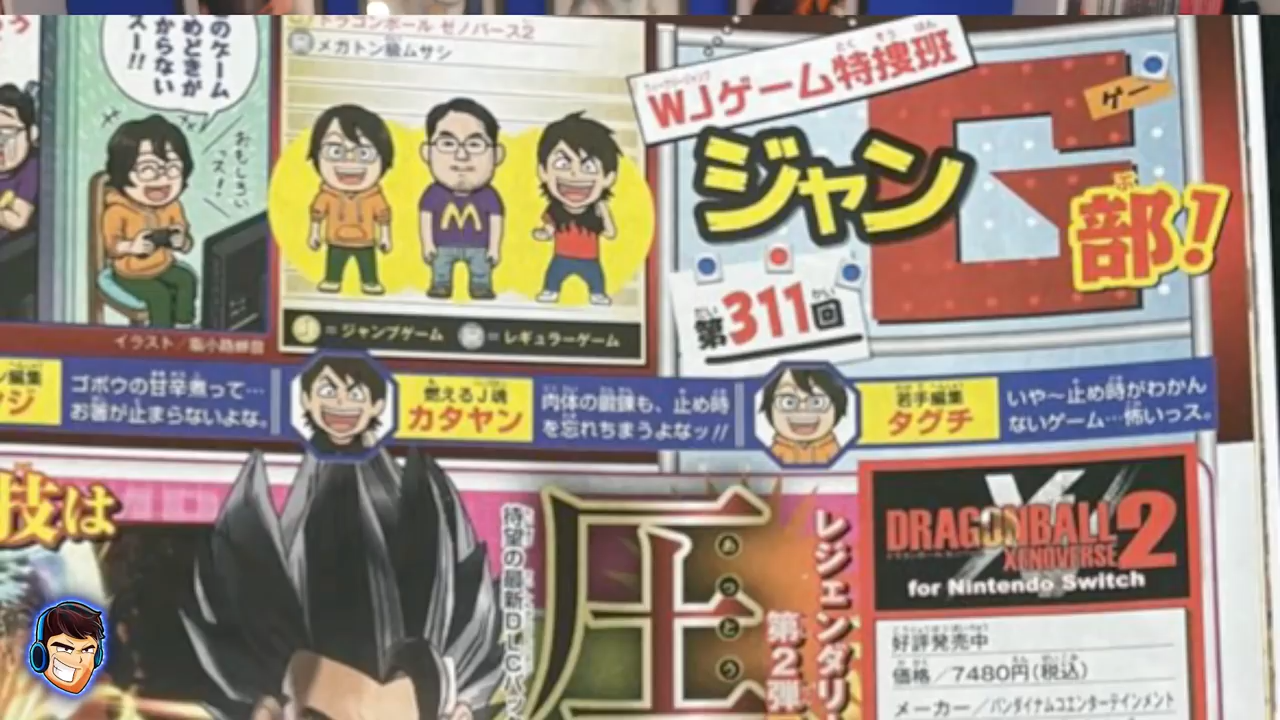 のゲーム
めどきが
からない
スー!!
おもしろい
ッス!
ドラゴンボール ゼノバース2
メガトン級ムサシ
J=ジャンプゲーム
レギュラーゲーム
WJゲーム特捜班
ジャン
G
ゲー
部!
第311回
編集
ゴボウの甘辛煮って…
お箸が止まらないよな。
燃えるJ魂
カタヤン
肉体の鍛錬も、止め時
を忘れちまうよなッ!!
若手編集
タグチ
いや〜止め時がわかん
ないゲーム…怖いっス。
技は
待望の最新DLCパッ
圧
あっとう
レジェンダリ
第2弾
DRAGONBALL
XENOVERSE 2
for Nintendo Switch
好評発売中
価格/7480円(税込)
メーカー/バンダイナムコエンターテインメント